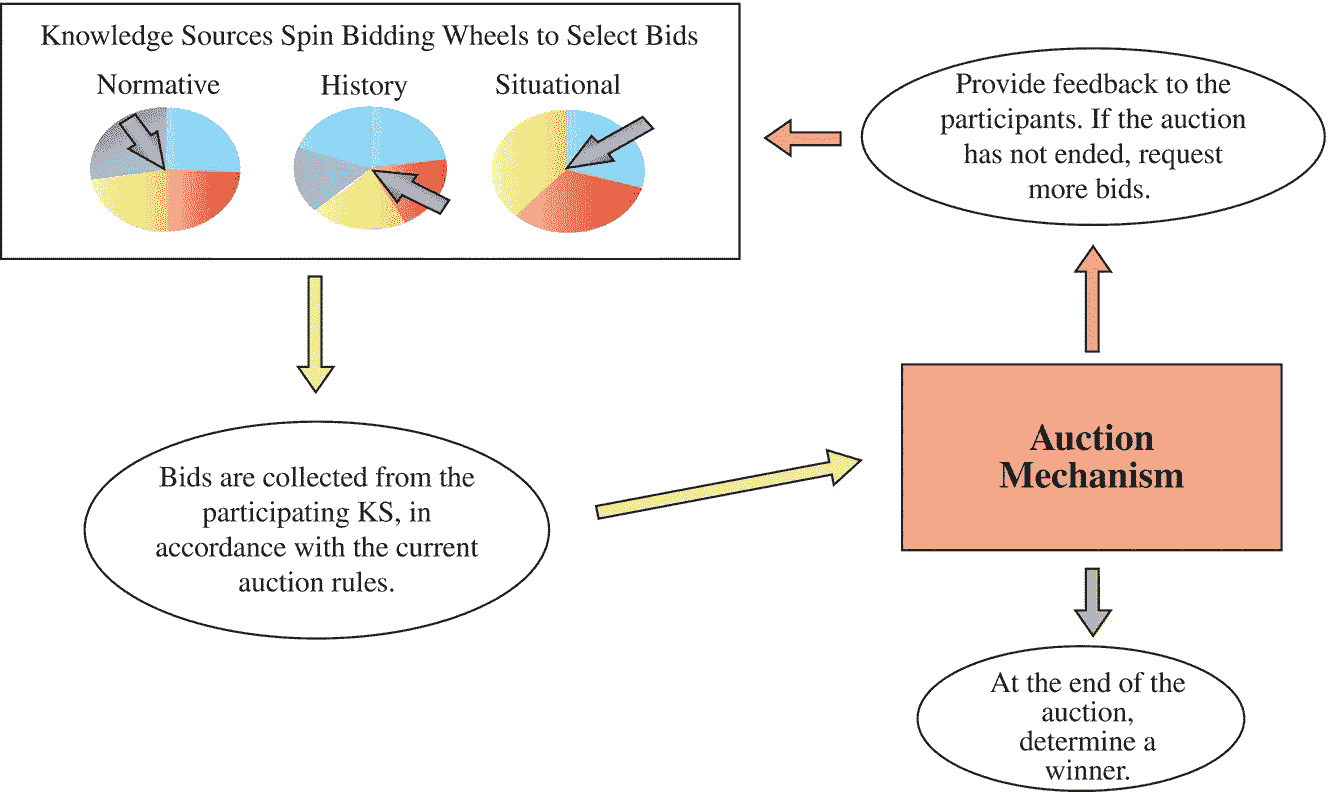 Knowledge Sources Spin Bidding Wheels to Select Bids
Normative
History
Situational
Provide feedback to the
participants. If the auction
has not ended, request
more bids.
Bids are collected from the
participating KS, in
accordance with the current
auction rules.
Auction
Mechanism
At the end of the
auction,
determine a
winner.